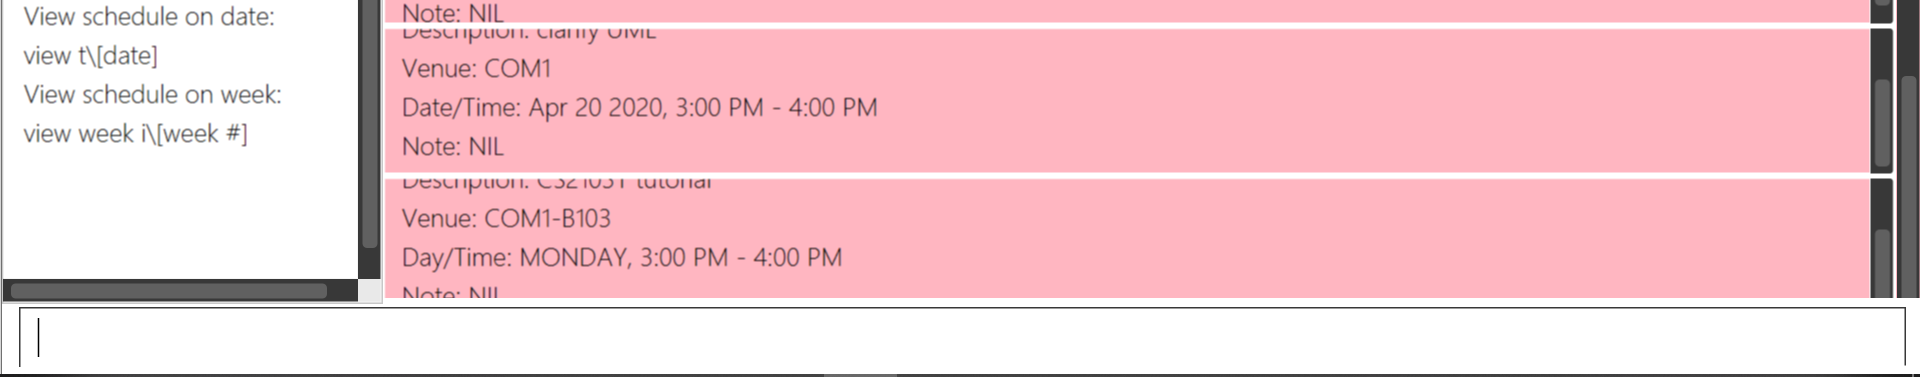 View schedule on date:
view t\[date]
View schedule on week:
view week i\[week #]
Note: NIL
Description: clarify UML
Venue: COM1
Date/Time: Apr 20 2020, 3:00 PM - 4:00 PM
Note: NIL
Description: CS2103T tutorial
Venue: COM1-B103
Day/Time: MONDAY, 3:00 PM - 4:00 PM
Note: NIL